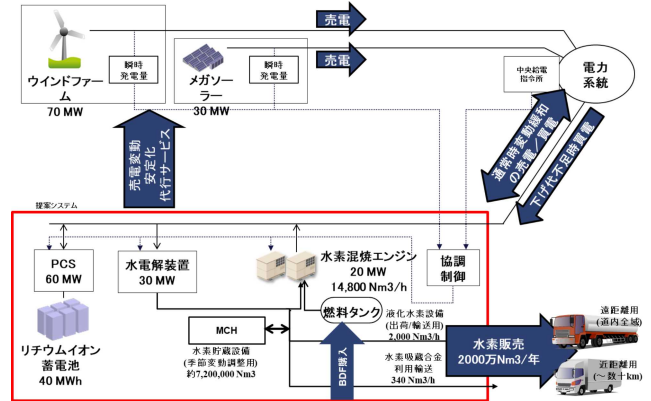 売電
売電
瞬時
発電量
ウインドファー
ム
70 MW
瞬時
発電量
メガソー
ラー
30 MW
中央給電
指令所
電力
系統
売電変動
安定化
代行サービス
通常時変動緩和
の売電／買電
下げ代不足時買電
提案システム
PCS
60 MW
水電解装置
30 MW
水素混焼エンジン
20 MW
14,800 Nm3/h
協調
制御
リチウムイオン
蓄電池
40 MWh
MCH
水素貯蔵設備
(季節変動調整用)
約7,200,000 Nm3
燃料タンク
BDF購入
液化水素設備
(出荷/輸送用)
2,000 Nm3/h
水素吸蔵合金
利用輸送
340 Nm3/h
水素販売
2000万Nm3/年
遠距離用
(道内全域)
近距離用
(～数十km)